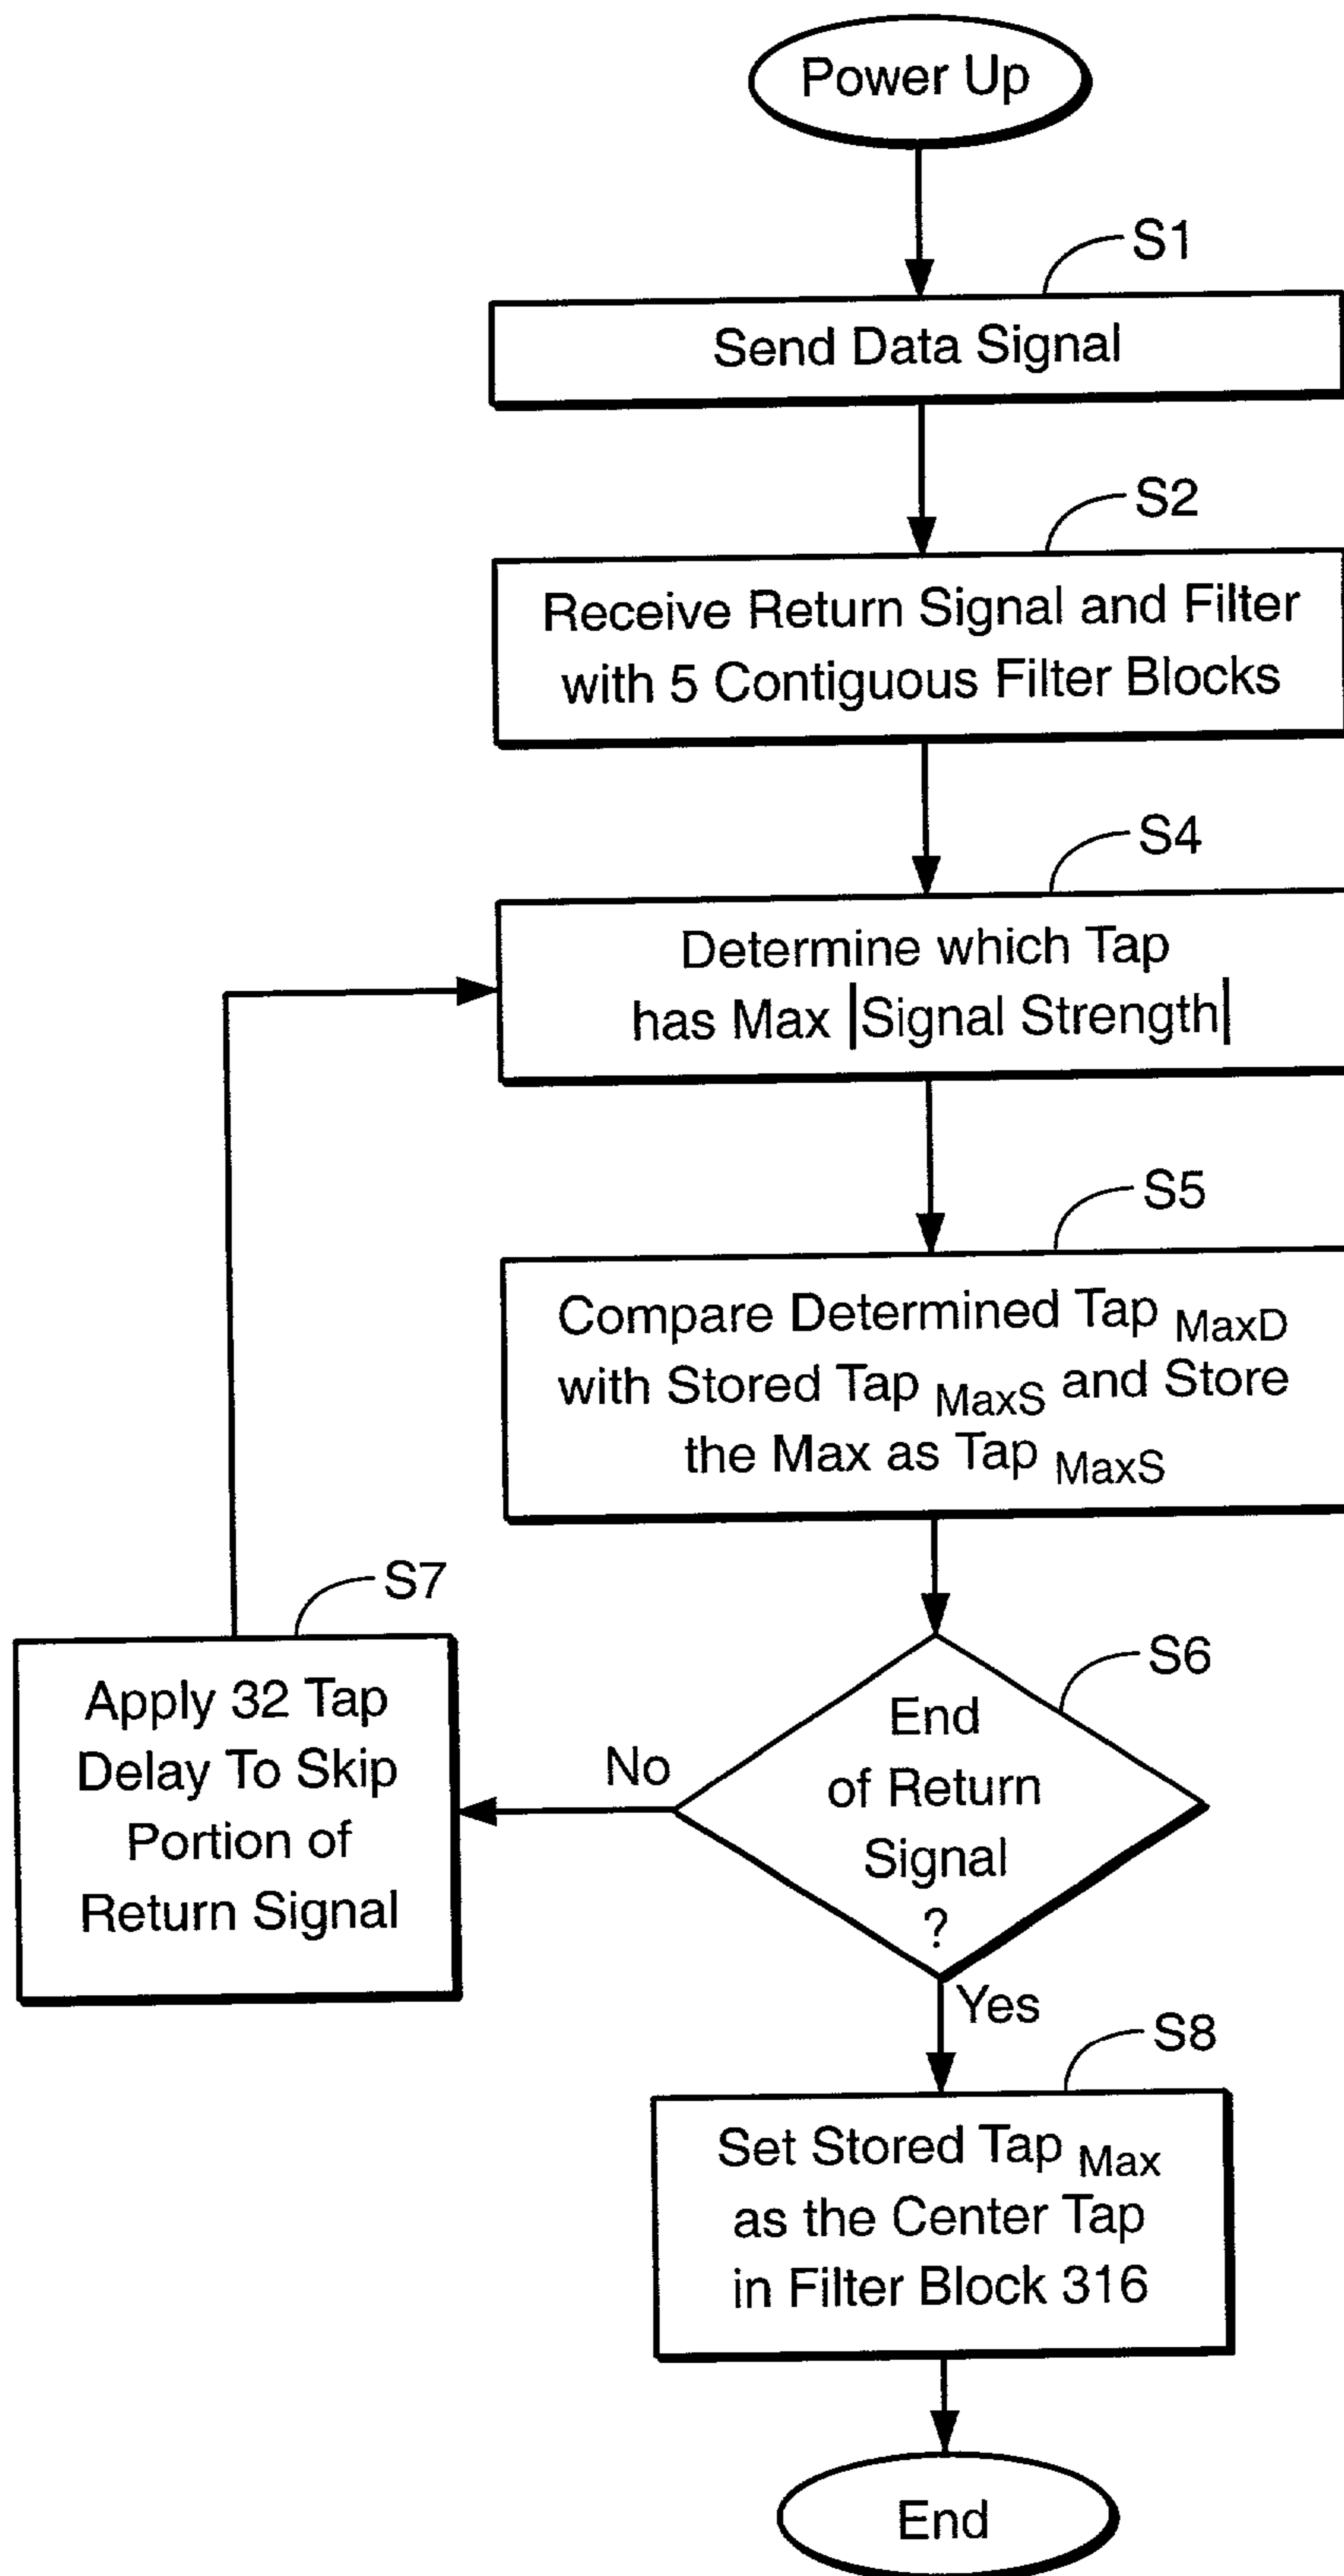 Power Up
S1
Send Data Signal
S2
Receive Return Signal and Filter
with 5 Contiguous Filter Blocks
S4
Determine which Tap
has Max |Signal Strength|
S5
Compare Determined Tap MaxD
with Stored Tap MaxS and Store
the Max as Tap MaxS
S7
Apply 32 Tap
Delay To Skip
Portion of
Return Signal
S6
End
of Return
Signal
?
No
Yes
S8
Set Stored Tap Max
as the Center Tap
in Filter Block 316
End